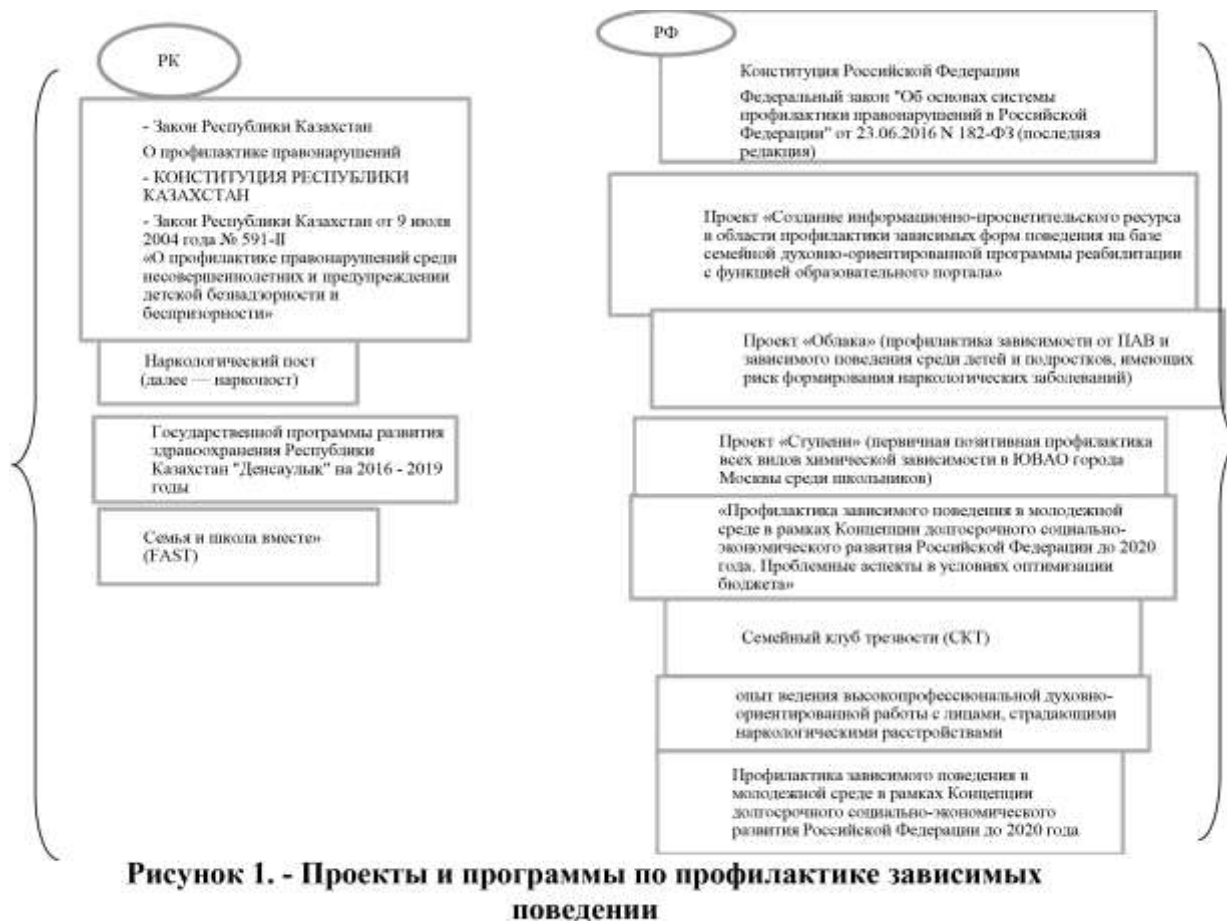 РК
- Закон Республики Казахстан
О профилактике правонарушений
- КОНСТИТУЦИЯ РЕСПУБЛИКИ
КАЗАХСТАН
- Закон Республики Казахстан от 9 июля
2004 года № 591-II
«О профилактике правонарушений среди
несовершеннолетних и предупреждении
детской безнадзорности и
беспризорности»
Наркологический пост
(далее — наркопост)
Государственной программы развития
здравоохранения Республики
Казахстан "Денсаулык" на 2016 - 2019
годы
Семья и школа вместе»
(FAST)
РФ
Конституция Российской Федерации
Федеральный закон "Об основах системы
профилактики правонарушений в Российской
Федерации" от 23.06.2016 N 182-ФЗ (последняя
редакция)
Проект «Создание информационно-просветительского ресурса
в области профилактики зависимых форм поведения на базе
семейной духовно-ориентированной программы реабилитации
с функцией образовательного портала»
Проект «Облака» (профилактика зависимости от ПАВ и
зависимого поведения среди детей и подростков, имеющих
риск формирования наркологических заболеваний)
Проект «Ступени» (первичная позитивная профилактика
всех видов химической зависимости в ЮВАО города
Москвы среди школьников)
«Профилактика зависимого поведения в молодежной
среде в рамках Концепции долгосрочного социально-
экономического развития Российской Федерации до 2020
года. Проблемные аспекты в условиях оптимизации
бюджета»
Семейный клуб трезвости (СКТ)
опыт ведения высокопрофессиональной духовно-
ориентированной работы с лицами, страдающими
наркологическими расстройствами
Профилактика зависимого поведения в
молодежной среде в рамках Концепции
долгосрочного социально-экономического
развития Российской Федерации до 2020 года
Рисунок 1. - Проекты и программы по профилактике зависимых
поведении